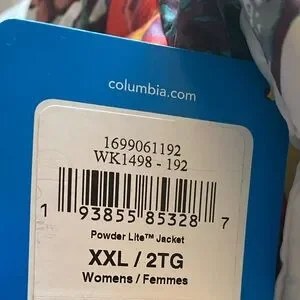 columbia.com
1699061192
WK1498 - 192
1 93855 85328 7
Powder Lite™ Jacket
XXL / 2TG
Womens / Femmes